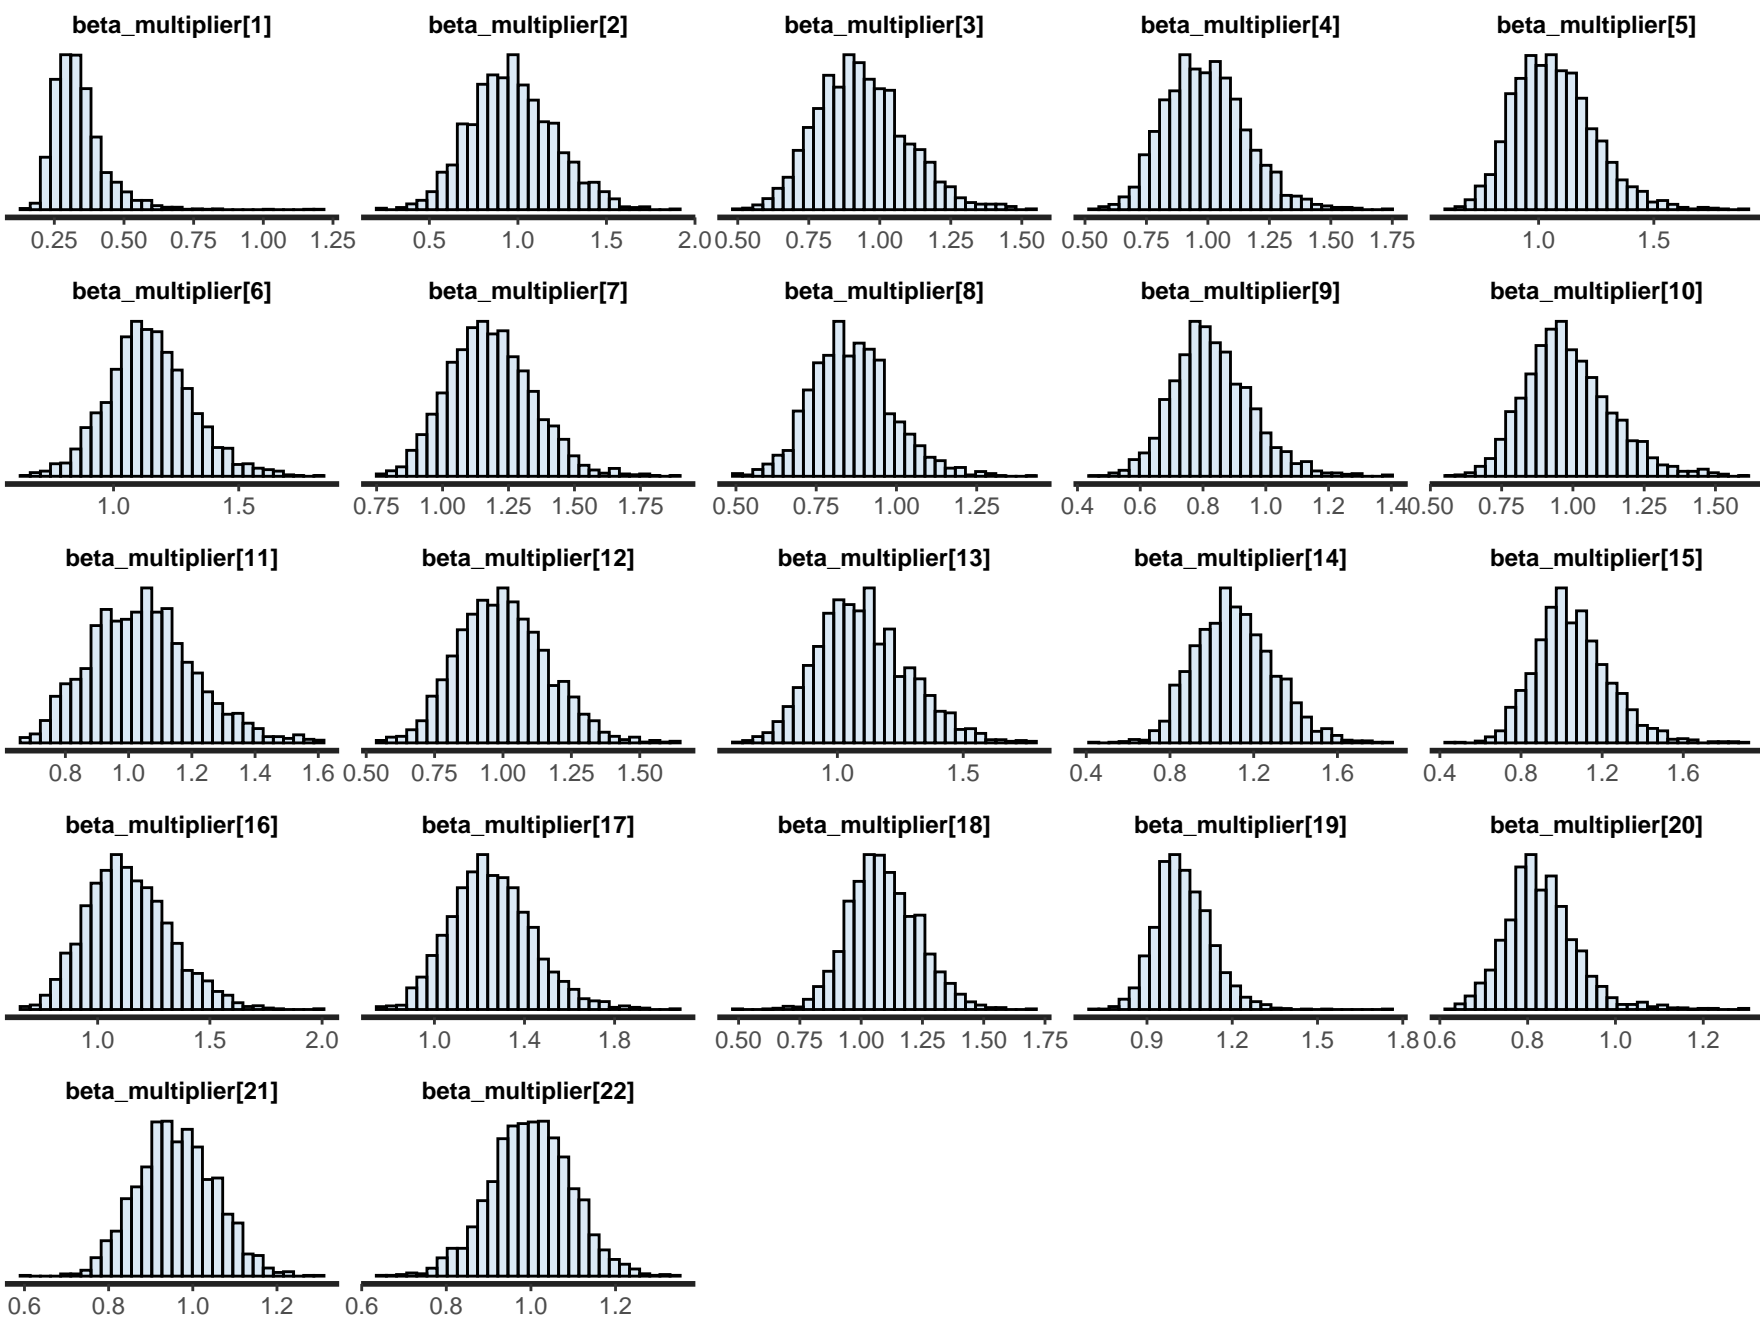 beta_multiplier[1] beta_multiplier[2] beta_multiplier[3] beta_multiplier[4] beta_multiplier[5]
0.25 0.50 0.75 1.00 1.25 0.5 1.0 1.5 2.0 0.50 0.75 1.00 1.25 1.50 0.50 0.75 1.00 1.25 1.50 1.75 1.0 1.5
beta_multiplier[6] beta_multiplier[7] beta_multiplier[8] beta_multiplier[9] beta_multiplier[10]
1.0 1.5 0.75 1.00 1.25 1.50 1.75 0.50 0.75 1.00 1.25 0.4 0.6 0.8 1.0 1.2 1.4 0.50 0.75 1.00 1.25 1.50
beta_multiplier[11] beta_multiplier[12] beta_multiplier[13] beta_multiplier[14] beta_multiplier[15]
0.8 1.0 1.2 1.4 1.6 0.50 0.75 1.00 1.25 1.50 1.0 1.5 0.4 0.8 1.2 1.6 0.4 0.8 1.2 1.6
beta_multiplier[16] beta_multiplier[17] beta_multiplier[18] beta_multiplier[19] beta_multiplier[20]
1.0 1.5 2.0 1.0 1.4 1.8 0.50 0.75 1.00 1.25 1.50 1.75 0.9 1.2 1.5 1.8 0.6 0.8 1.0 1.2
beta_multiplier[21] beta_multiplier[22]
0.6 0.8 1.0 1.2 0.6 0.8 1.0 1.2